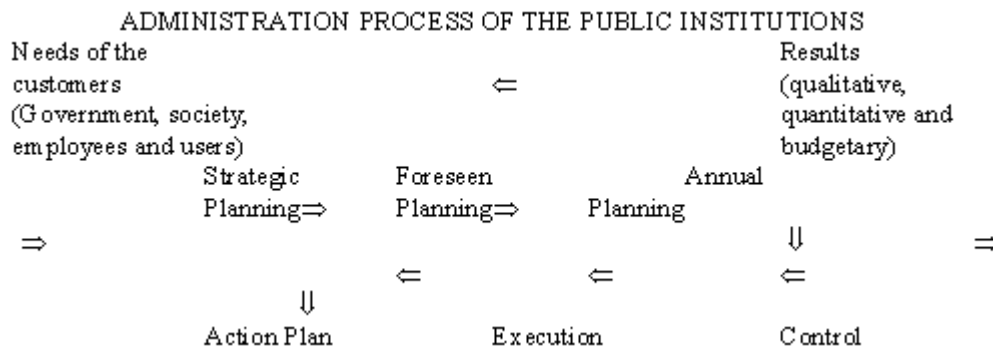 ADMINISTRATION PROCESS OF THE PUBLIC INSTITUTIONS
Needs of the Results
customers ⇐ (qualitative,
(Government, society, quantitative and
employees and users) budgetary)
Strategic Foreseen Annual
Planning⇒ Planning⇒ Planning
⇒ ⇓ ⇒
⇐ ⇐ ⇐
⇓
Action Plan Execution Control